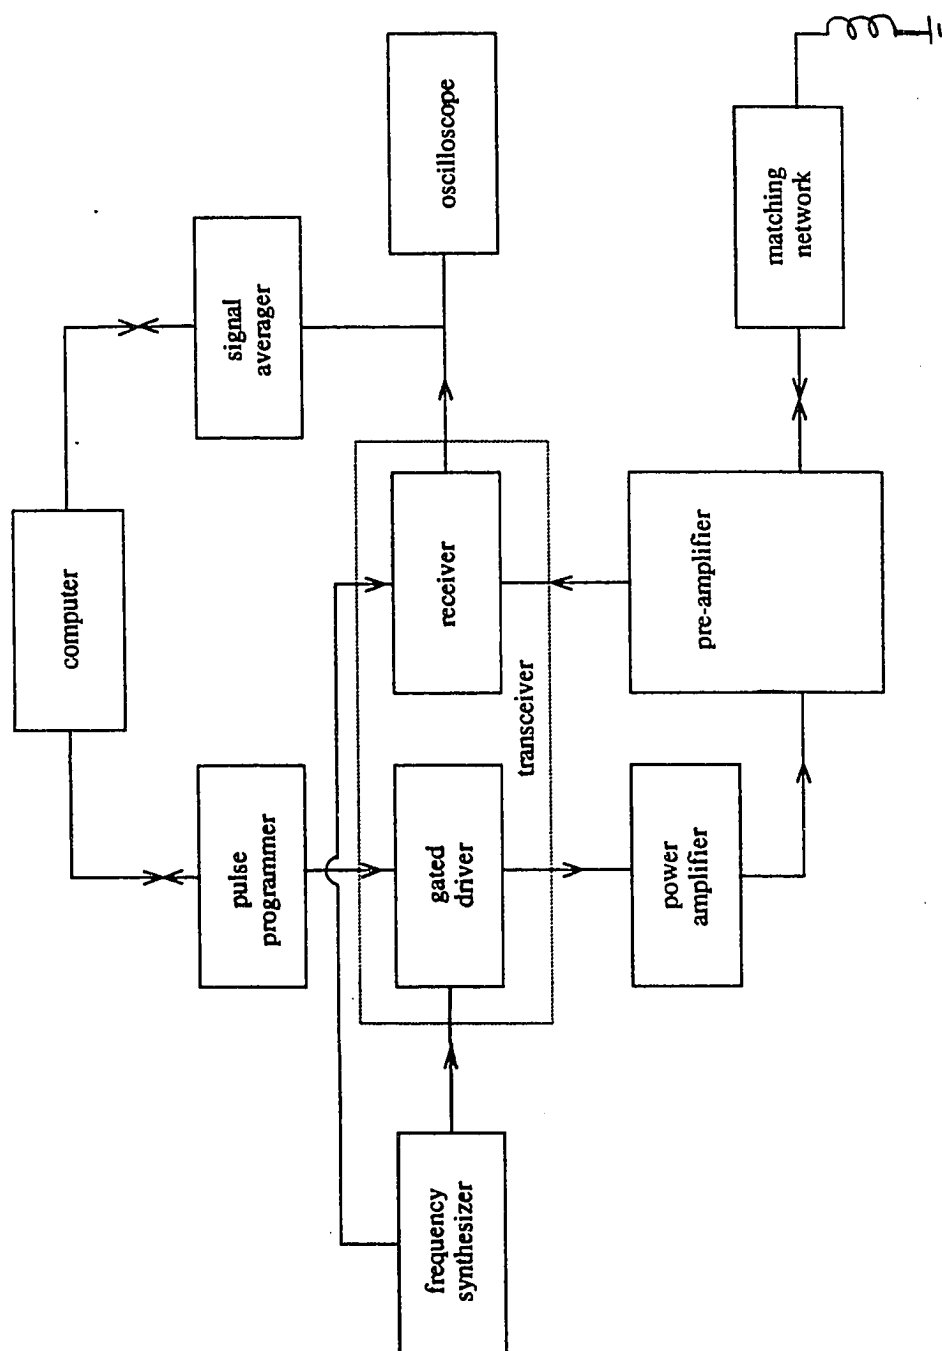 computer
pulse
programmer
signal
averager
frequency
synthesizer
gated
driver
receiver
transceiver
oscilloscope
power
amplifier
pre-amplifier
matching
network